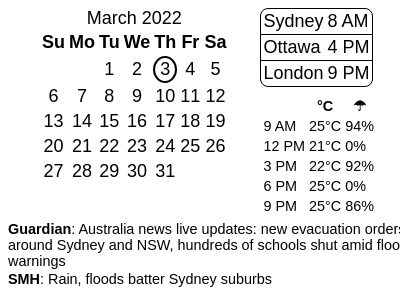 March 2022
Su Mo Tu We Th Fr Sa
1 2 3 4 5
6 7 8 9 10 11 12
13 14 15 16 17 18 19
20 21 22 23 24 25 26
27 28 29 30 31
Sydney 8 AM
Ottawa 4 PM
London 9 PM
°C ☂
9 AM 25°C 94%
12 PM 21°C 0%
3 PM 22°C 92%
6 PM 25°C 0%
9 PM 25°C 86%
Guardian: Australia news live updates: new evacuation orders
around Sydney and NSW, hundreds of schools shut amid
warnings
SMH: Rain, floods batter Sydney suburbs